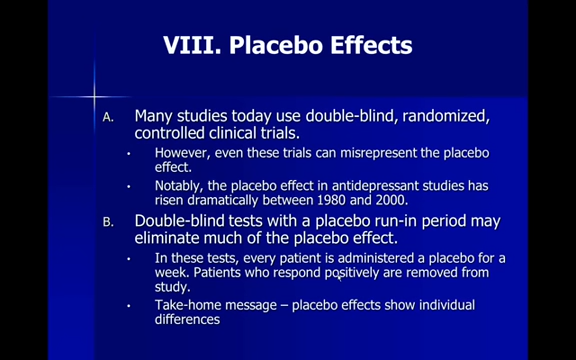 VIII. Placebo Effects
A. Many studies today use double-blind, randomized,
controlled clinical trials.
• However, even these trials can misrepresent the placebo
effect.
• Notably, the placebo effect in antidepressant studies has
risen dramatically between 1980 and 2000.
B. Double-blind tests with a placebo run-in period may
eliminate much of the placebo effect.
• In these tests, every patient is administered a placebo for a
week. Patients who respond positively are removed from
study.
• Take-home message – placebo effects show individual
differences